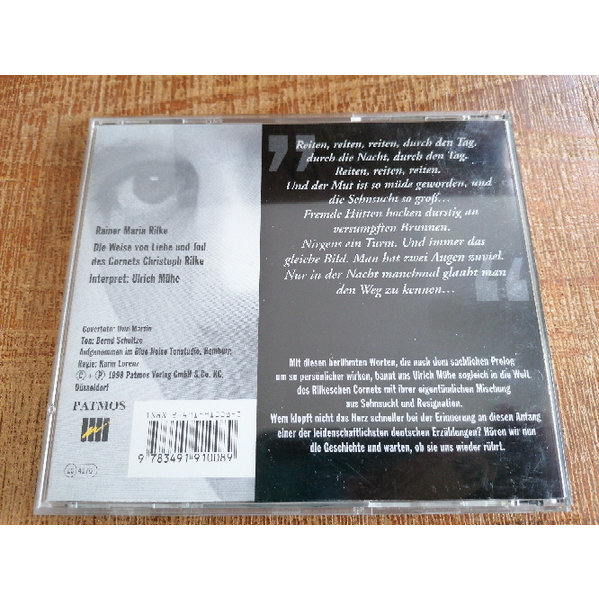 Rainer Maria Rilke
Die Weise von Liebe und Tod
des Cornets Christoph Rilke
Interpret: Ulrich Mühe
Coverfoto: Martin
Ton: Bernd Scheltze
Aufgenommen im Blue Noise Tonstudio, Hamburg
Regie: Karin Lorenz
© + ℗ 1998 Patmos Verlag GmbH & Co. KG,
Düsseldorf
PATMOS
ISBN 3-491-91008-
9 783491 910089
LC 4270
„
Reiten, reiten, reiten, durch den Tag,
durch die Nacht, durch den Tag.
Reiten, reiten, reiten.
Und der Mut ist so müde geworden, und
die Sehnsucht so groß...
Fremde Hütten hocken durstig an
versumpften Brunnen.
Nirgens ein Turm. Und immer das
gleiche Bild. Man hat zwei Augen zuviel.
Nur in der Nacht manchmal glaubt man
den Weg zu kennen...
“
Mit diesen berühmten Worten, die nach dem sachlichen Prolog
um so persönlicher wirken, bannt uns Ulrich Mühe sogleich in die Welt
des Rilkeschen Cornets mit ihrer eigentümlichen Mischung
aus Sehnsucht und Resignation.
Wem klopft nicht das Herz schneller bei der Erinnerung an diesen Anfang
einer der leidenschaftlichsten deutschen Erzählungen? Hören wir nun
die Geschichte und warten, ob sie uns wieder rührt.